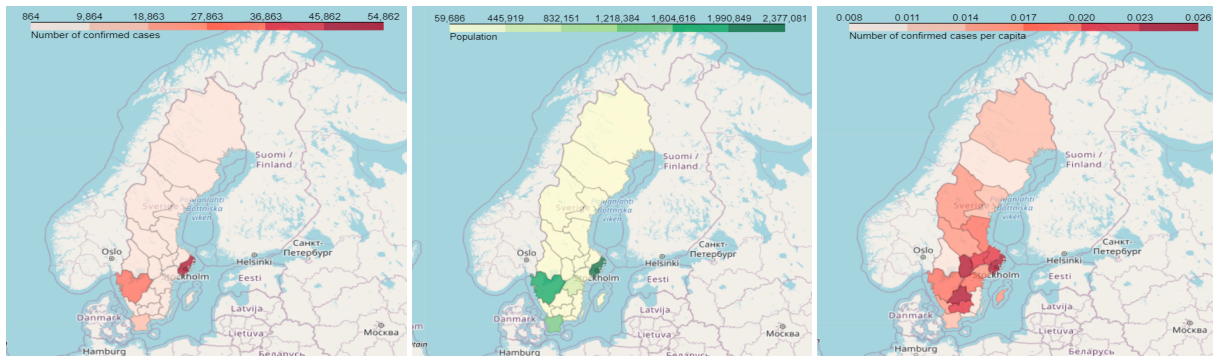 864 9,864 18,863 27,863 36,863 45,862 54,862
Number of confirmed cases
Suomi /
Finland
Oslo
Helsinki
Санкт-
Петербург
Eesti
Latvija
Lietuva
Danmark
Москва
Hamburg
59,686 445,919 832,151 1,218,384 1,604,616 1,990,849 2,377,081
Population
Suomi /
Finland
Oslo
Helsinki
Санкт-
Петербург
Eesti
Latvija
Lietuva
Danmark
Москва
Hamburg
0.008 0.011 0.014 0.017 0.020 0.023 0.026
Number of confirmed cases per capita
Suomi /
Finland
Oslo
Helsinki
Санкт-
Петербург
Eesti
Latvija
Lietuva
Danmark
Москва
Hamburg